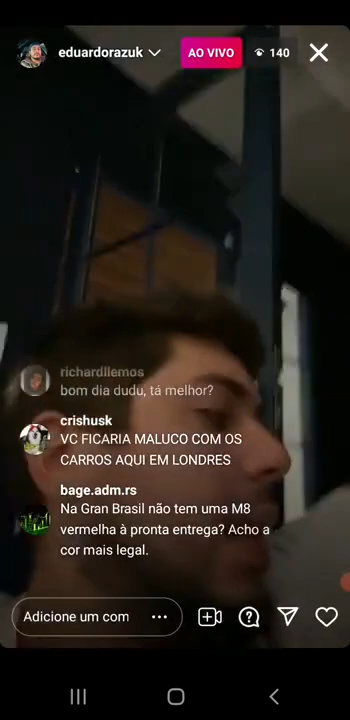 eduardorazuk
AO VIVO
140
richardllemos
bom dia dudu, tá melhor?
crishusk
VC FICARIA MALUCO COM OS
CARROS AQUI EM LONDRES
bage.adm.rs
Na Gran Brasil não tem uma M8
vermelha à pronta entrega? Acho a
cor mais legal.
Adicione um com